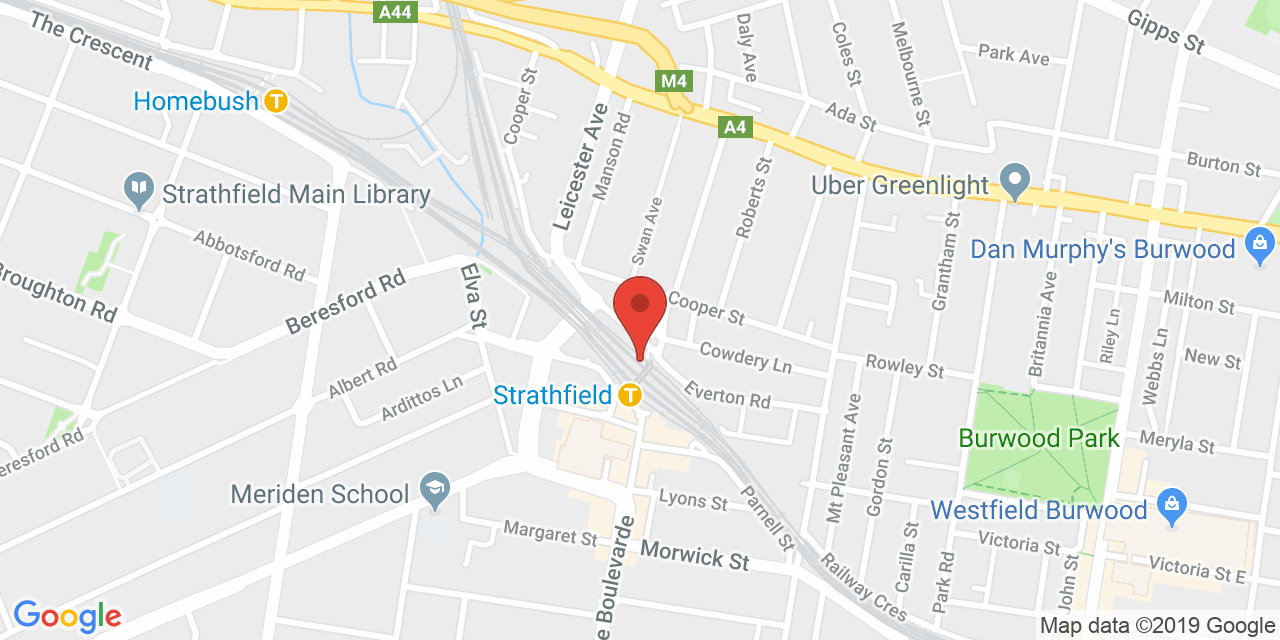 A44
The Crescent
Gipps St
Daly Ave
Coles St
Melbourne St
Park Ave
M4
Homebush
T
Cooper St
Leicester Ave
Manson Rd
A4
Ada St
Burton St
Strathfield Main Library
Uber Greenlight
Roberts St
Swan Ave
Abbotsford Rd
Grantham St
Dan Murphy's Burwood
Broughton Rd
Beresford Rd
Elva St
Cooper St
Britannia Ave
Milton St
Riley Ln
Webbs Ln
New St
Cowdery Ln
Rowley St
Albert Rd
Ardittos Ln
Strathfield
T
Everton Rd
Mt Pleasant Ave
Gordon St
Burwood Park
Meryla St
Beresford Rd
Meriden School
Lyons St
Parnell St
Westfield Burwood
Margaret St
Morwick St
Victoria St
Victoria St E
Carilla St
Park Rd
John St
Railway Cres
e Boulevarde
Google
Map data ©2019 Google